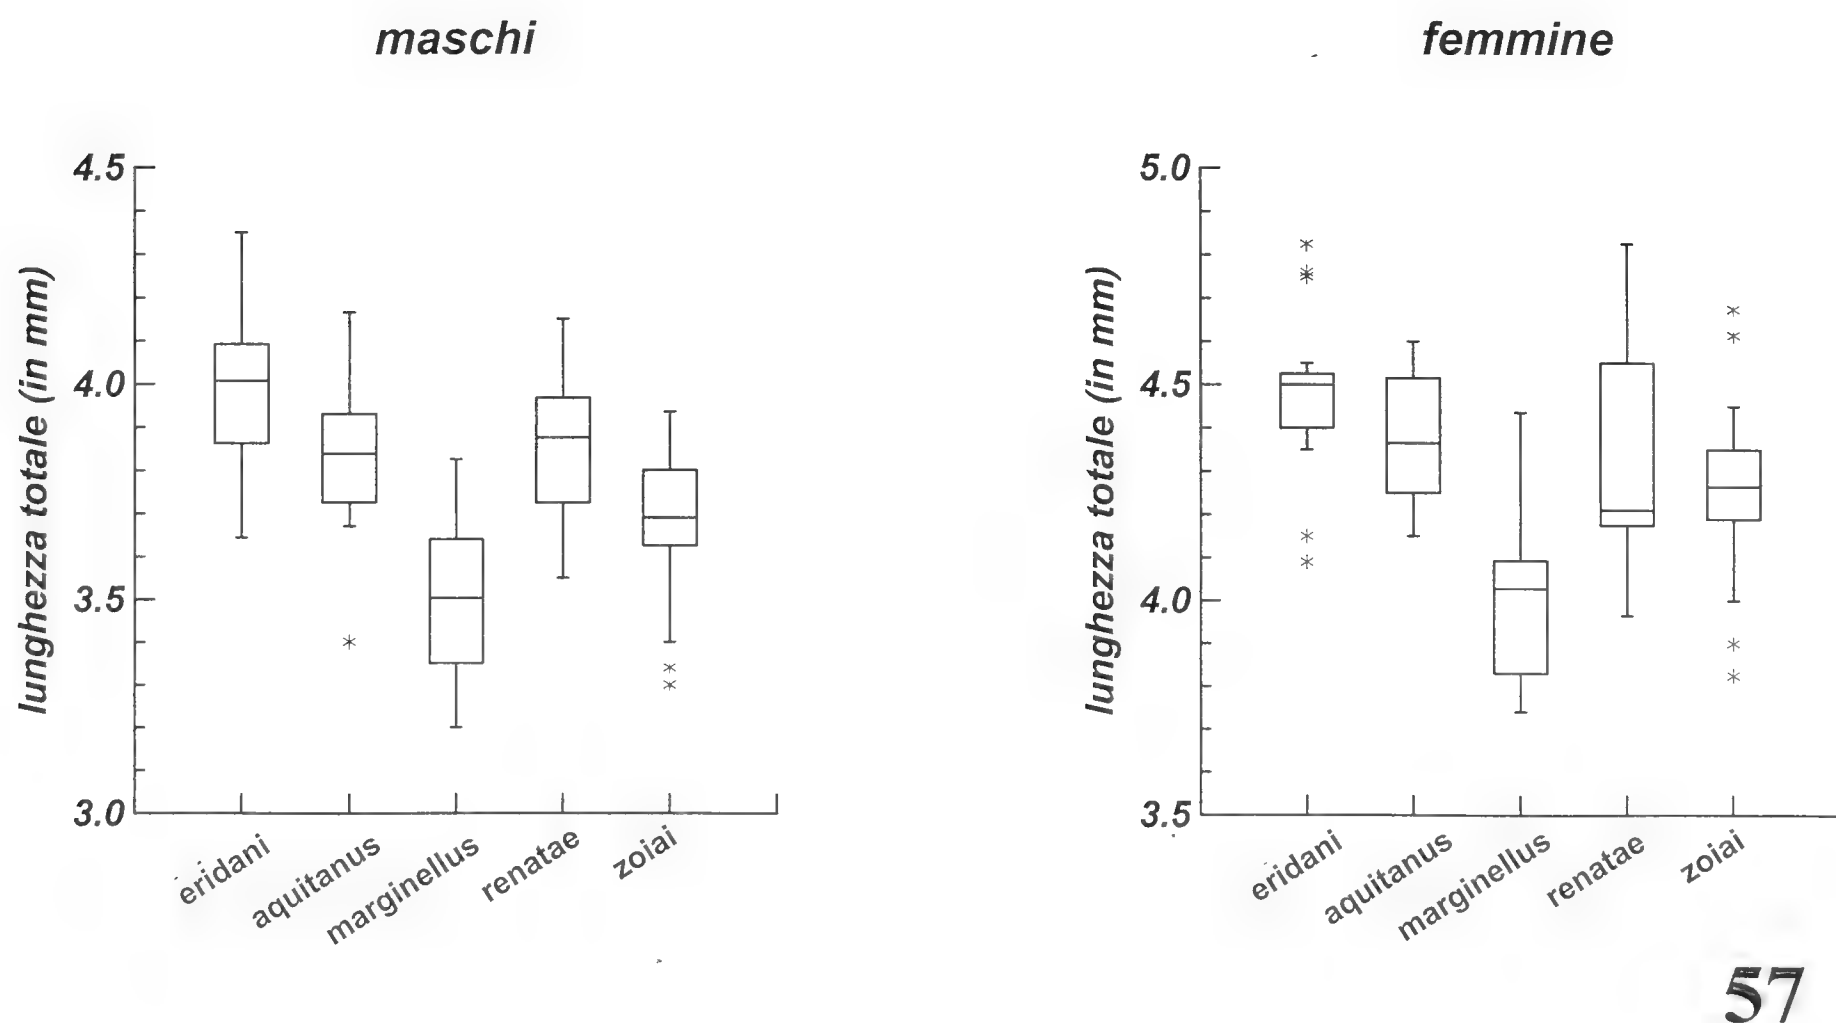 maschi
lunghezza totale (in mm)
4.5
4.0
3.5
3.0
eridani
aquitanus
marginellus
renatae
zoiai
femmine
lunghezza totale (in mm)
5.0
4.5
4.0
3.5
eridani
aquitanus
marginellus
renatae
zoiai
57